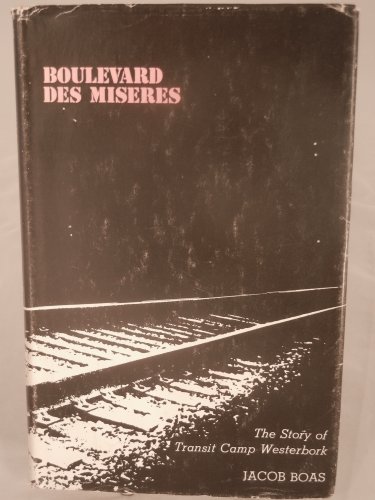 BOULEVARD
DES MISERES
The Story of
Transit Camp Westerbork
JACOB BOAS